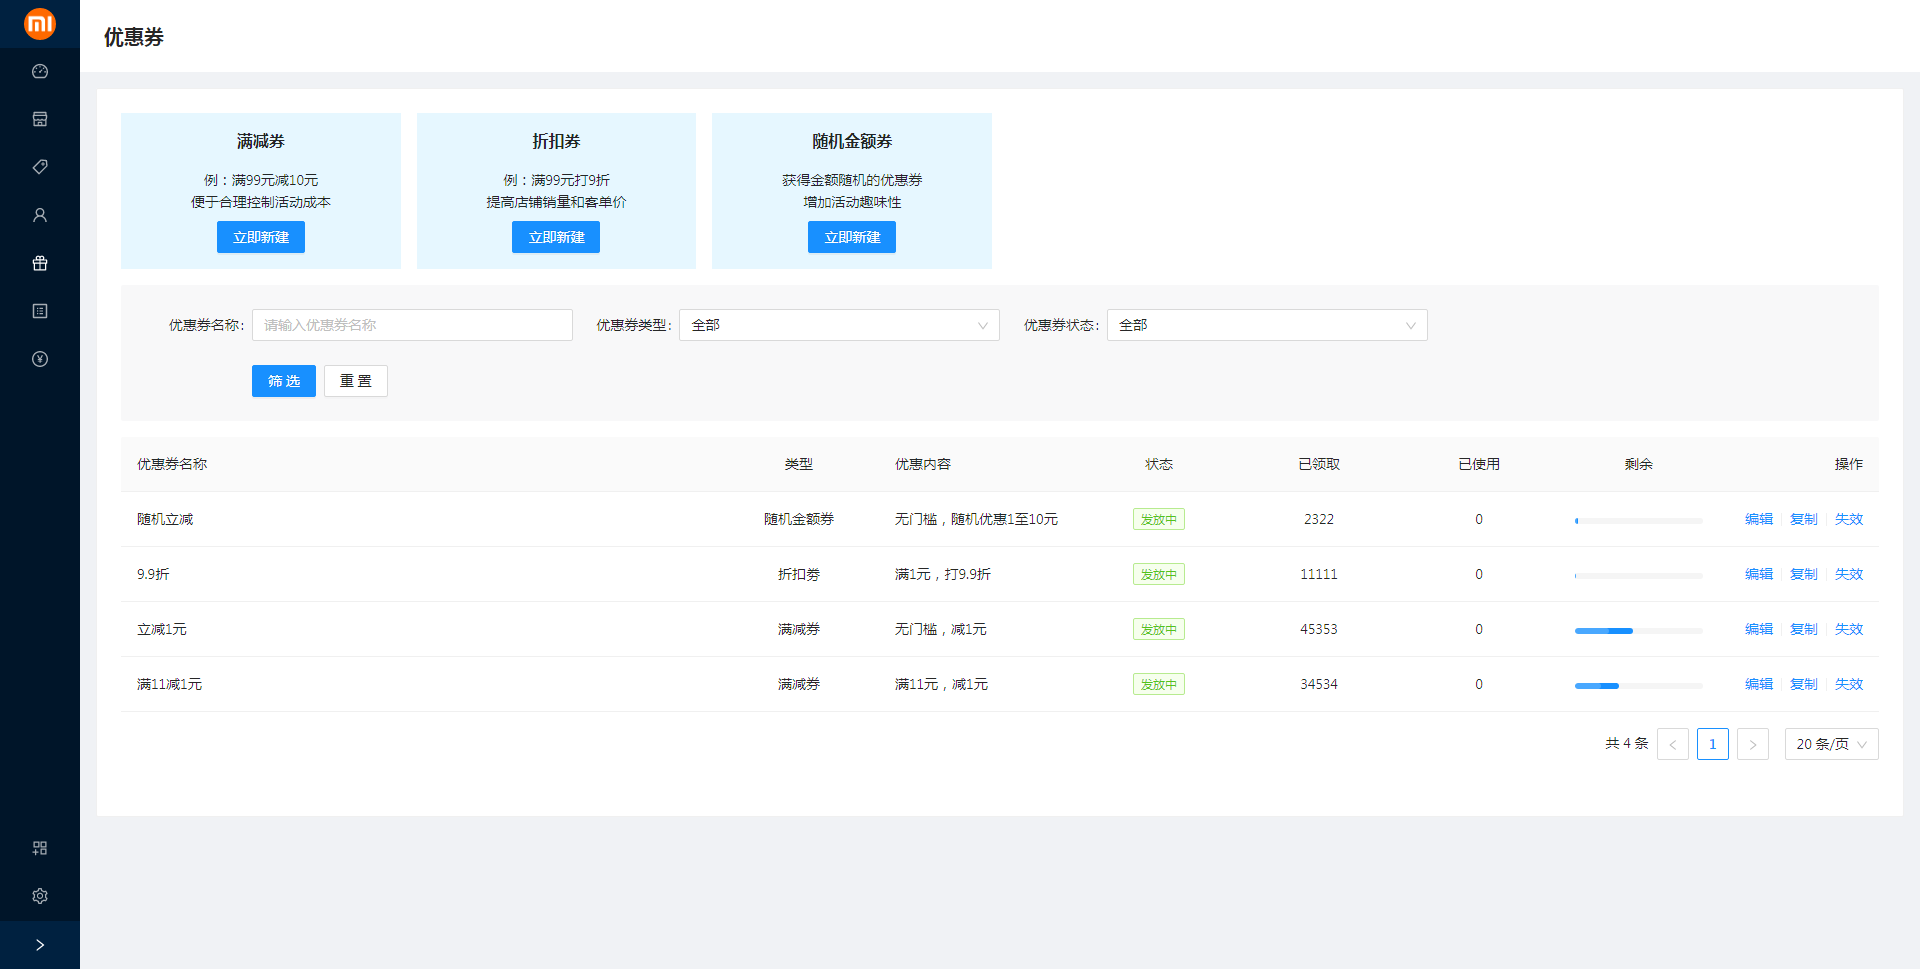 优惠券
满减券
例：满99元减10元
便于合理控制活动成本
立即新建
折扣券
例：满99元打9折
提高店铺销量和客单价
立即新建
随机金额券
获得金额随机的优惠券
增加活动趣味性
立即新建
优惠券名称: 请输入优惠券名称 优惠券类型: 全部 优惠券状态: 全部
筛 选 重 置
优惠券名称 类型 优惠内容 状态 已领取 已使用 剩余 操作
随机立减 随机金额券 无门槛，随机优惠1至10元 发放中 2322 0 编辑 复制 失效
9.9折 折扣劵 满1元，打9.9折 发放中 11111 0 编辑 复制 失效
立减1元 满减券 无门槛，减1元 发放中 45353 0 编辑 复制 失效
满11减1元 满减券 满11元，减1元 发放中 34534 0 编辑 复制 失效
共 4 条 1 20 条/页